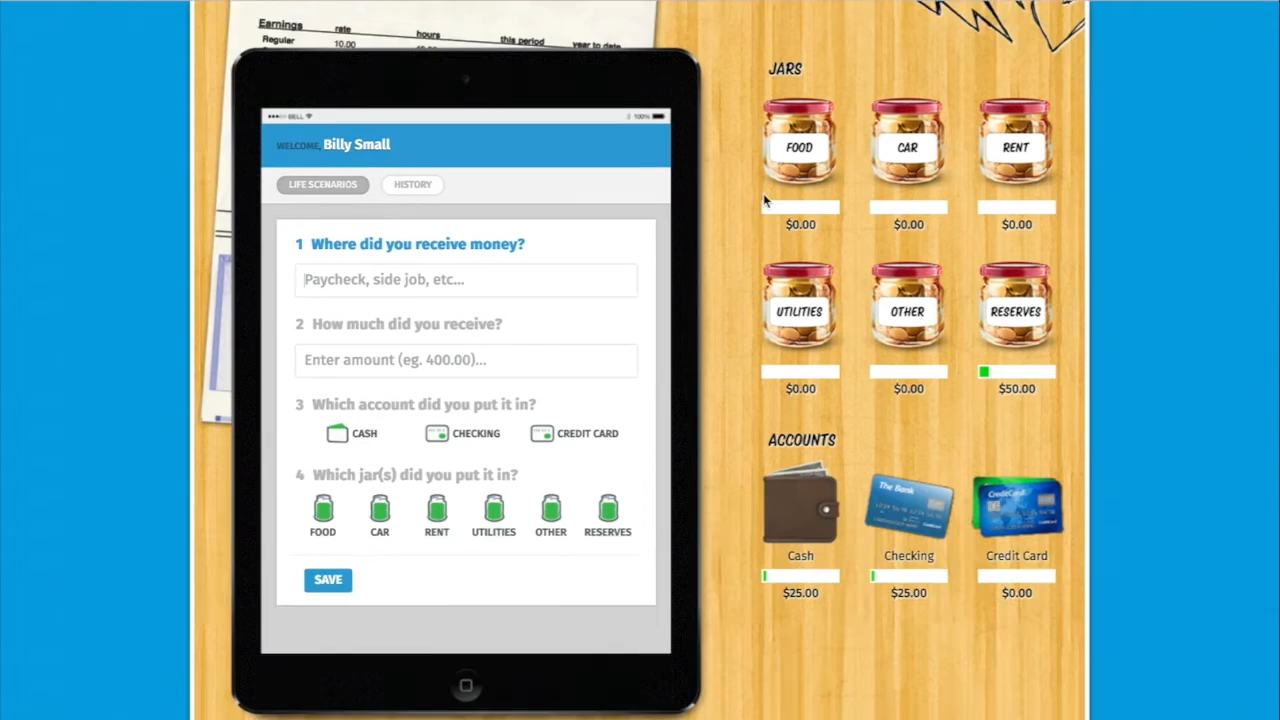 Earnings rate hours this period year to date
Regular 10.00
BELL 100%
WELCOME, Billy Small
LIFE SCENARIOS HISTORY
1 Where did you receive money?
Paycheck, side job, etc...
2 How much did you receive?
Enter amount (eg. 400.00)...
3 Which account did you put it in?
CASH CHECKING CREDIT CARD
4 Which jar(s) did you put it in?
FOOD CAR RENT UTILITIES OTHER RESERVES
SAVE
JARS
FOOD CAR RENT
$0.00 $0.00 $0.00
UTILITIES OTHER RESERVES
$0.00 $0.00 $50.00
ACCOUNTS
The Bank CreditCard
Cash Checking Credit Card
$25.00 $25.00 $0.00